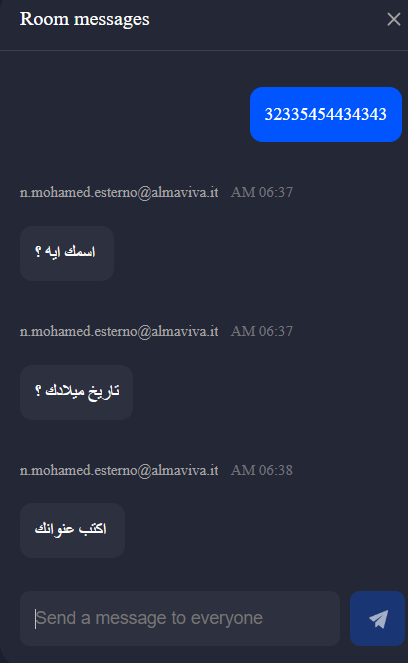 Room messages
32335454434343
n.mohamed.esterno@almaviva.it AM 06:37
اسمك ايه ؟
n.mohamed.esterno@almaviva.it AM 06:37
تاريخ ميلادك ؟
n.mohamed.esterno@almaviva.it AM 06:38
اكتب عنوانك
Send a message to everyone